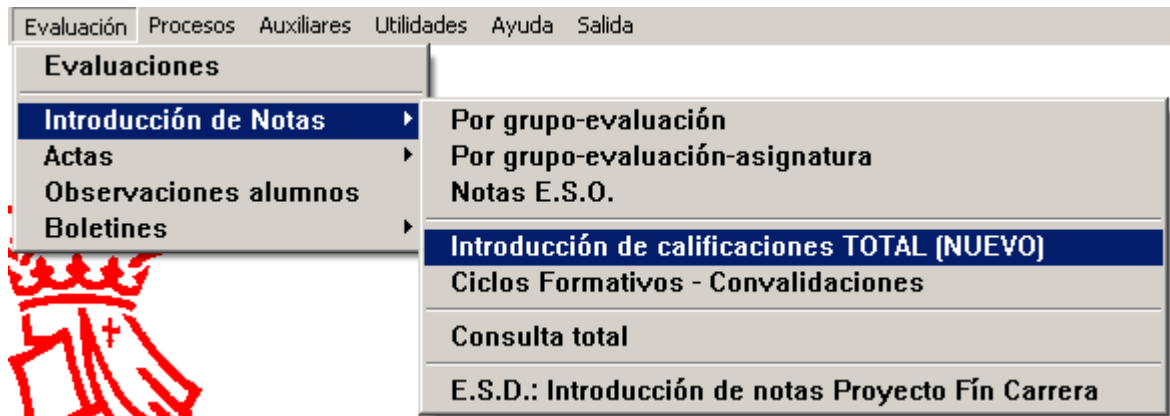 Evaluación Procesos Auxiliares Utilidades Ayuda Salida
Evaluaciones
Introducción de Notas
Actas
Observaciones alumnos
Boletines
Por grupo-evaluación
Por grupo-evaluación-asignatura
Notas E.S.O.
Introducción de calificaciones TOTAL (NUEVO)
Ciclos Formativos - Convalidaciones
Consulta total
E.S.D.: Introducción de notas Proyecto Fín Carrera